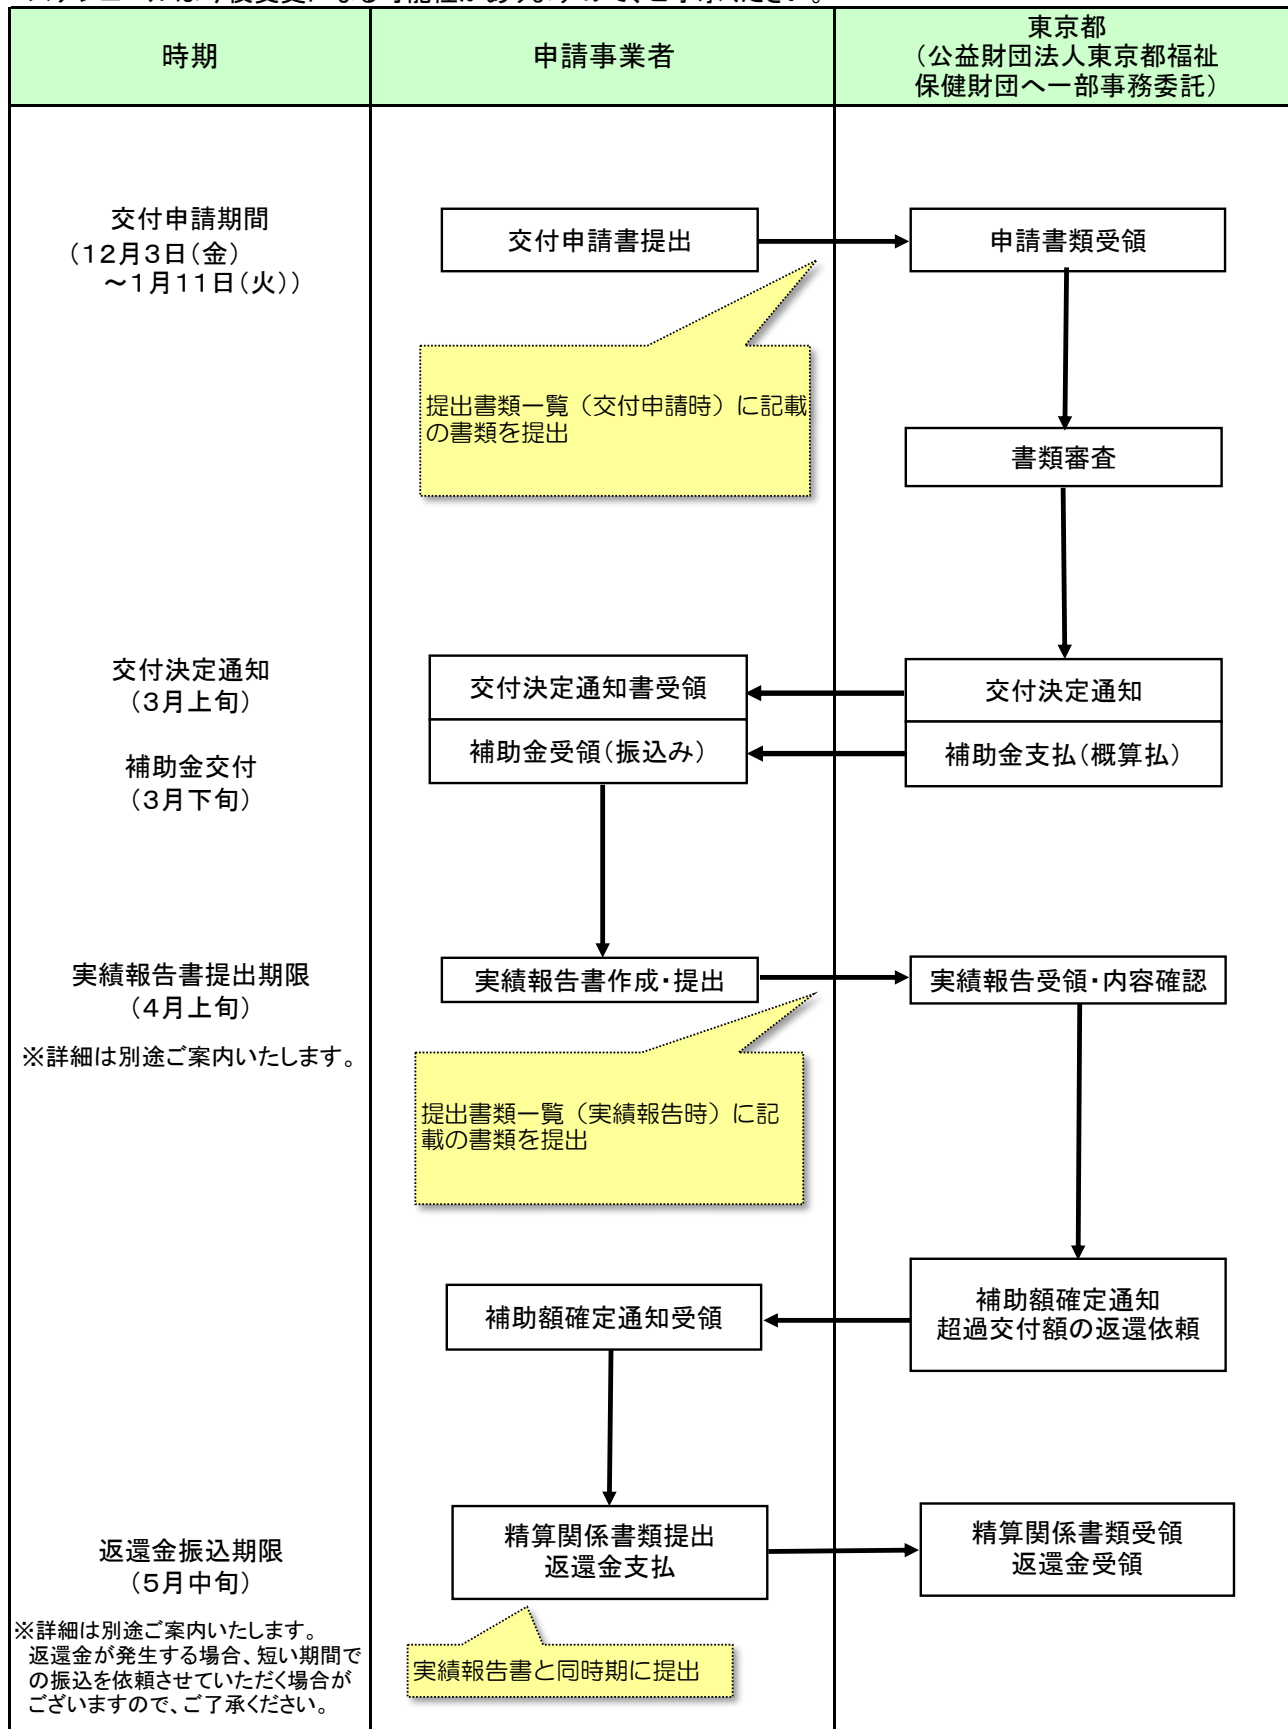 時期
申請事業者
東京都
（公益財団法人東京都福祉
保健財団へ一部事務委託）
交付申請期間
（１２月３日（金）
～１月１１日（火））
交付申請書提出
申請書類受領
提出書類一覧（交付申請時）に記載
の書類を提出
書類審査
交付決定通知
（３月上旬）
交付決定通知書受領
交付決定通知
補助金交付
（３月下旬）
補助金受領（振込み）
補助金支払（概算払）
実績報告書提出期限
（４月上旬）
実績報告書作成・提出
実績報告受領・内容確認
※詳細は別途ご案内いたします。
提出書類一覧（実績報告時）に記
載の書類を提出
補助額確定通知受領
補助額確定通知
超過交付額の返還依頼
返還金振込期限
（５月中旬）
精算関係書類提出
返還金支払
精算関係書類受領
返還金受領
※詳細は別途ご案内いたします。
返還金が発生する場合、短い期間で
の振込を依頼させていただく場合が
ございますので、ご了承ください。
実績報告書と同時期に提出